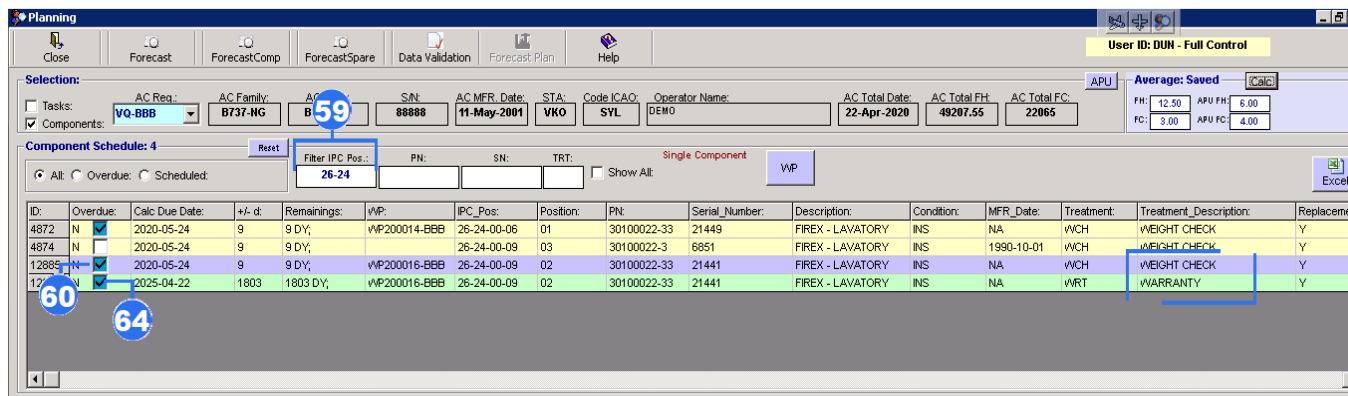 Planning
Close Forecast ForecastComp ForecastSpare Data Validation Forecast Plan Help
User ID: DUN - Full Control
Selection:
APU
Average: Saved Calc
Tasks:
Components:
AC Reg.: AC Family: S/N: AC MFR. Date: STA: Code ICAO: Operator Name: AC Total Date: AC Total FH: AC Total FC:
VQ-BBB B737-NG 88888 11-May-2001 VKO SYL DEMO 22-Apr-2020 49207.55 22065
FH: 12.50 APU FH: 6.00
FC: 3.00 APU FC: 4.00
59
Component Schedule: 4 Reset
All: Overdue: Scheduled:
Filter IPC Pos.: PN: SN: TRT:
26-24
Show All:
Single Component
WP
Excel
ID: Overdue: Calc Due Date: +/- d: Remainings: WP: IPC_Pos: Position: PN: Serial_Number: Description: Condition: MFR_Date: Treatment: Treatment_Description: Replaceme
4872 N 2020-05-24 9 9 DY; WP200014-BBB 26-24-00-06 01 30100022-33 21449 FIREX - LAVATORY INS NA WCH WEIGHT CHECK Y
4874 N 2020-05-24 9 9 DY; 26-24-00-09 03 30100022-3 6851 FIREX - LAVATORY INS 1990-10-01 WCH WEIGHT CHECK Y
12885 N 2020-05-24 9 9 DY; WP200016-BBB 26-24-00-09 02 30100022-33 21441 FIREX - LAVATORY INS NA WCH WEIGHT CHECK Y
N 2025-04-22 1803 1803 DY; WP200016-BBB 26-24-00-09 02 30100022-33 21441 FIREX - LAVATORY INS NA WRT WARRANTY Y
60
64